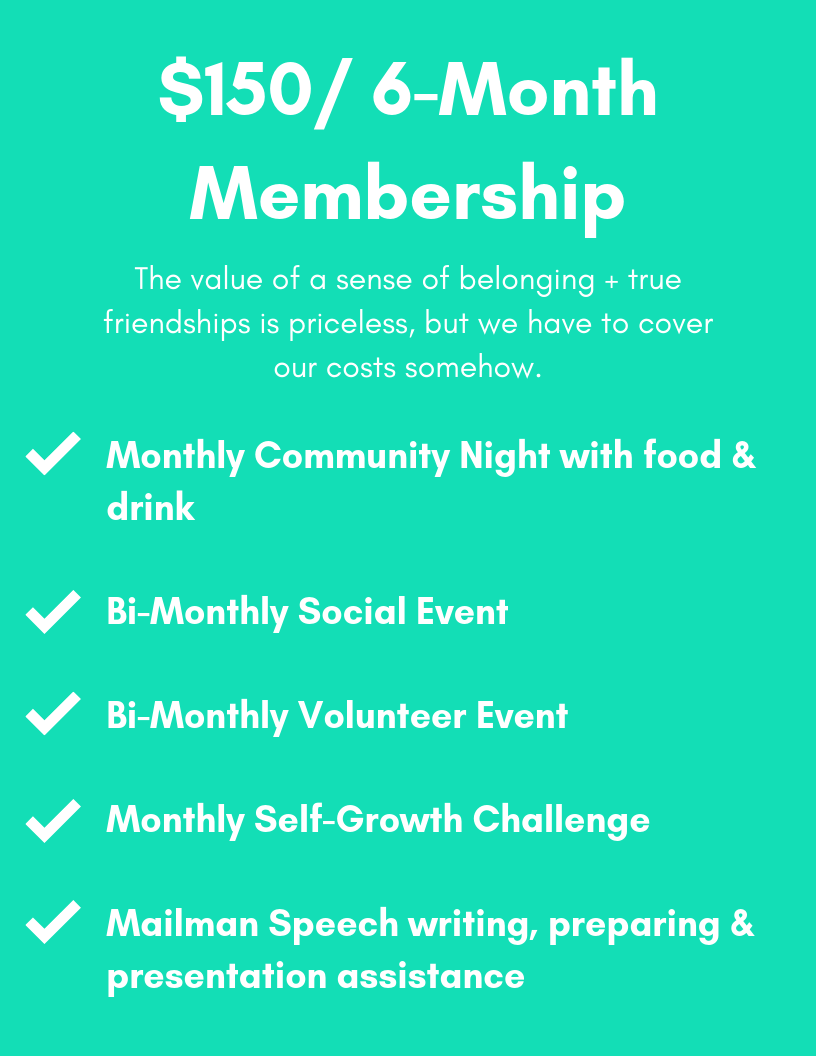 $150/ 6-Month
Membership
The value of a sense of belonging + true
friendships is priceless, but we have to cover
our costs somehow.
Monthly Community Night with food &
drink
Bi-Monthly Social Event
Bi-Monthly Volunteer Event
Monthly Self-Growth Challenge
Mailman Speech writing, preparing &
presentation assistance